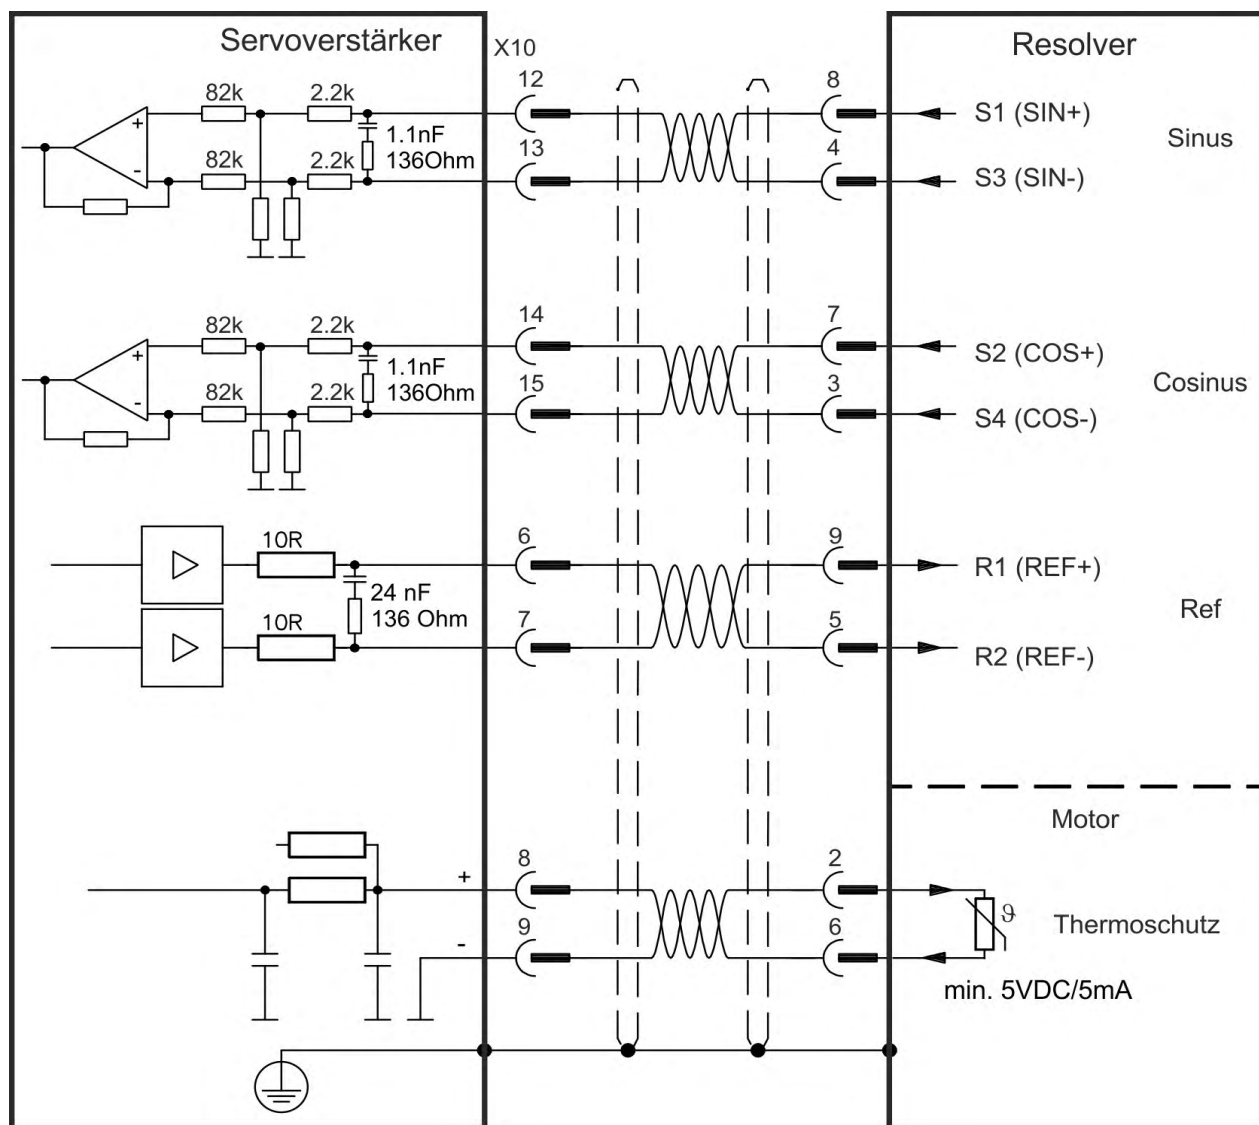 Servoverstärker
X10
Resolver
82k
2.2k
12
8
S1 (SIN+)
+
1.1nF
Sinus
-
82k
2.2k
136Ohm
13
4
S3 (SIN-)
82k
2.2k
14
7
S2 (COS+)
+
1.1nF
Cosinus
-
82k
2.2k
136Ohm
15
3
S4 (COS-)
10R
6
9
R1 (REF+)
24 nF
Ref
10R
136 Ohm
7
5
R2 (REF-)
Motor
+
8
2
ϑ
Thermoschutz
-
9
6
min. 5VDC/5mA